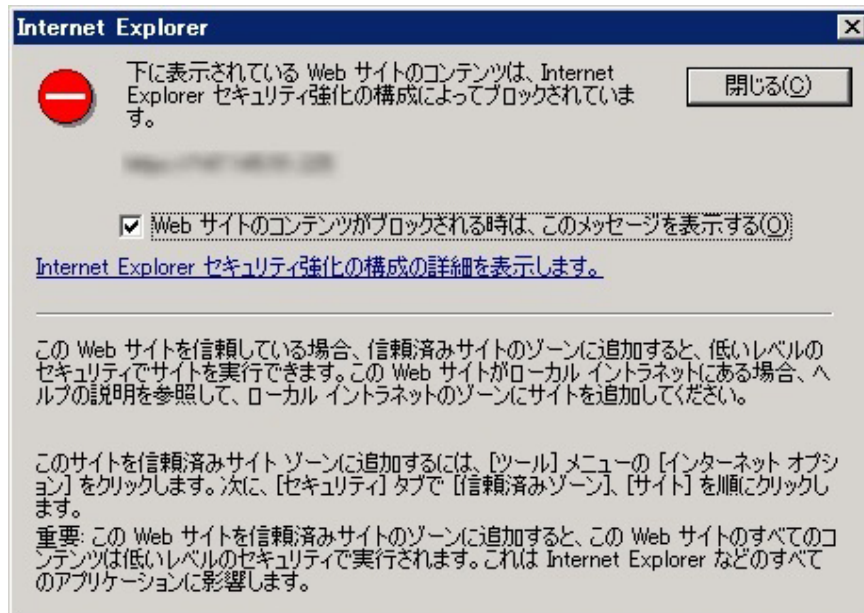 Internet Explorer
下に表示されている Web サイトのコンテンツは、Internet
Explorer セキュリティ強化の構成によってブロックされていま
す。
閉じる(C)
Web サイトのコンテンツがブロックされる時は、このメッセージを表示する(O)
Internet Explorer セキュリティ強化の構成の詳細を表示します。
この Web サイトを信頼している場合、信頼済みサイトのゾーンに追加すると、低いレベルの
セキュリティでサイトを実行できます。この Web サイトがローカル イントラネットにある場合、ヘ
ルプの説明を参照して、ローカル イントラネットのゾーンにサイトを追加してください。
このサイトを信頼済みサイト ゾーンに追加するには、[ツール] メニューの [インターネット オプシ
ョン] をクリックします。次に、[セキュリティ] タブで [信頼済みゾーン]、[サイト] を順にクリックし
ます。
重要: この Web サイトを信頼済みサイトのゾーンに追加すると、この Web サイトのすべてのコ
ンテンツは低いレベルのセキュリティで実行されます。これは Internet Explorer などのすべて
のアプリケーションに影響します。